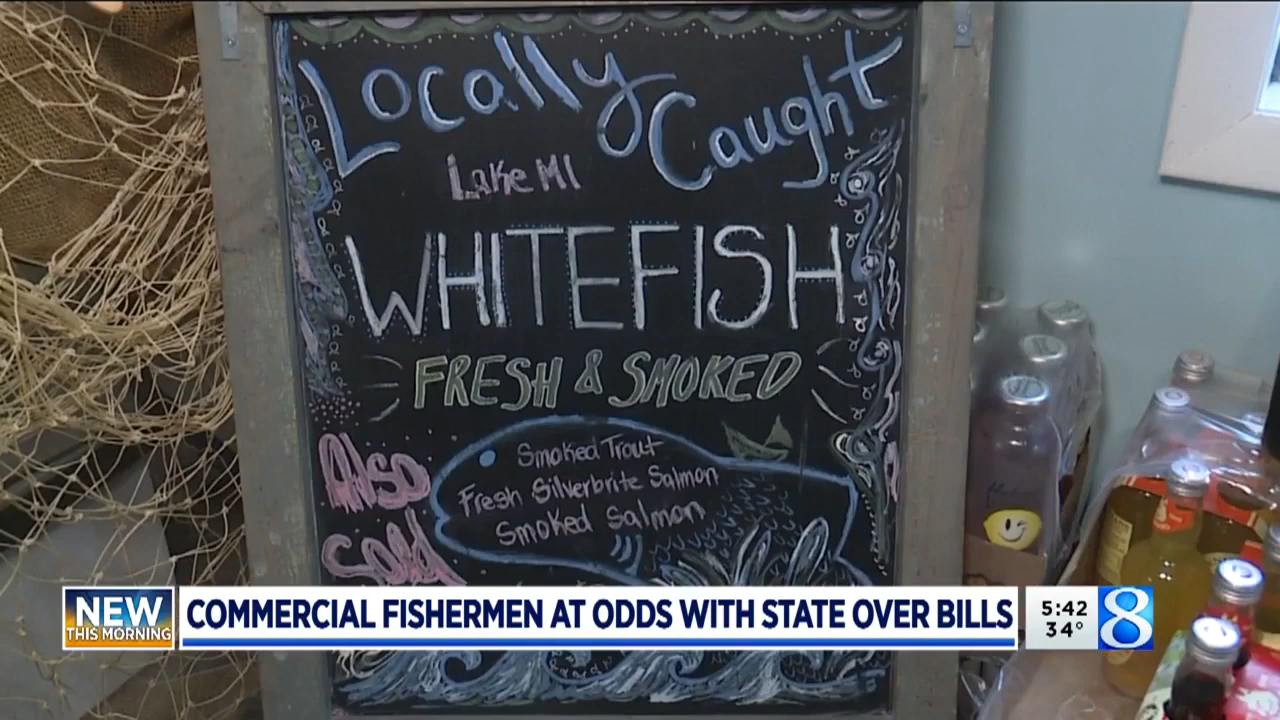 Locally
Caught
Lake MI
WHITEFISH
FRESH & SMOKED
Also
Sold
Smoked Trout
Fresh Silverbrite Salmon
Smoked Salmon
NEW
THIS MORNING
COMMERCIAL FISHERMEN AT ODDS WITH STATE OVER BILLS
5:42
34°
8